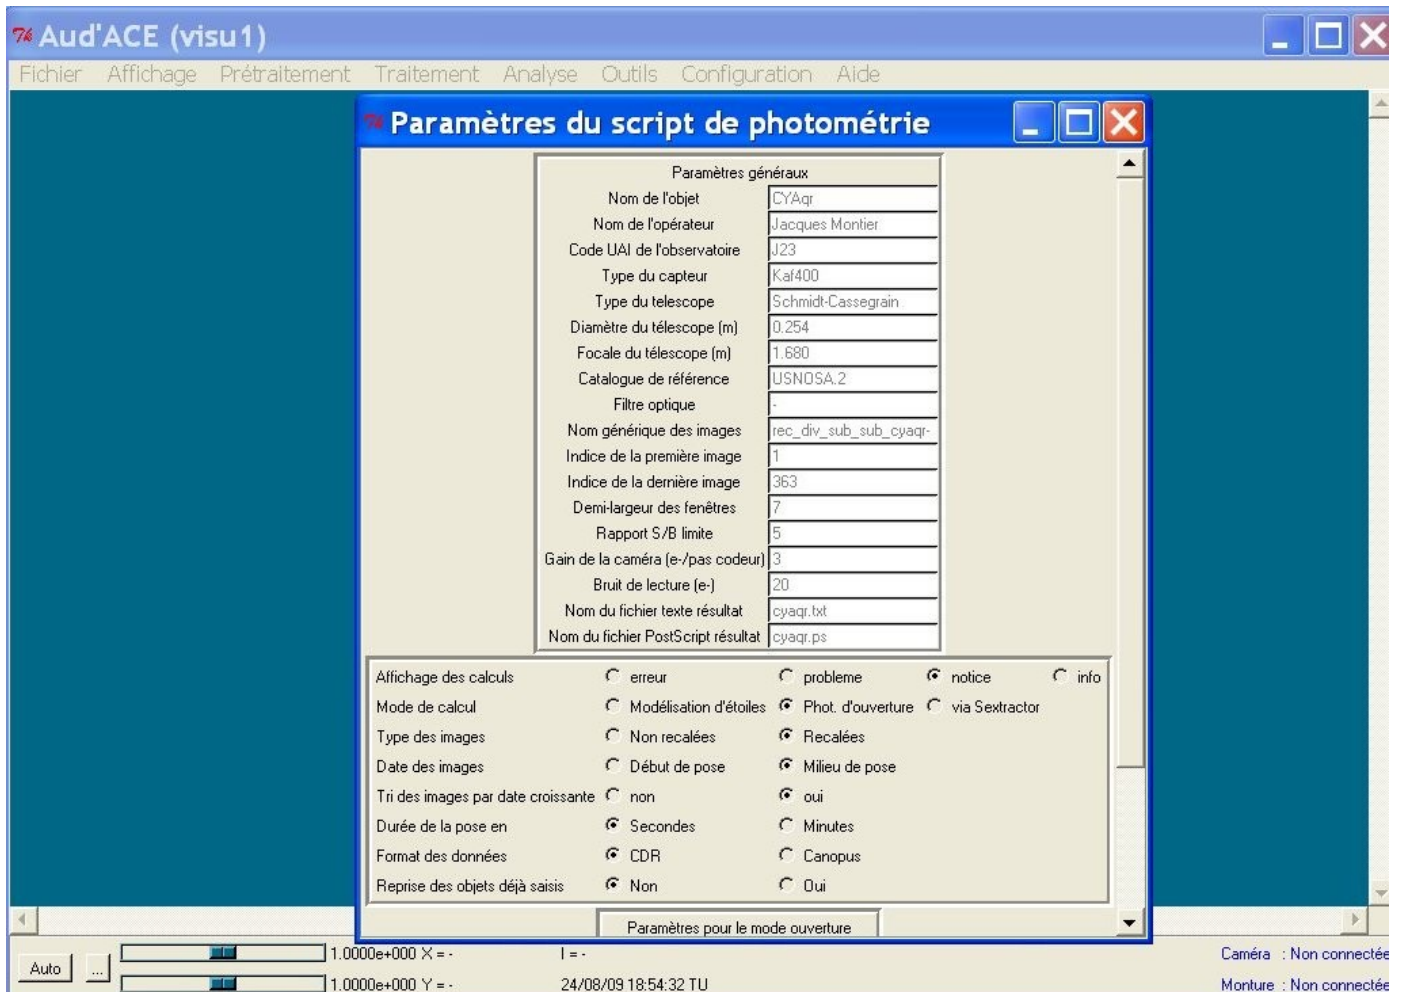 Aud'ACE (visu1)
Fichier Affichage Prétraitement Traitement Analyse Outils Configuration Aide
Paramètres du script de photométrie
Paramètres généraux
Nom de l'objet CYAqr
Nom de l'opérateur Jacques Montier
Code UAI de l'observatoire J23
Type du capteur Kaf400
Type du telescope Schmidt-Cassegrain
Diamètre du télescope (m) 0.254
Focale du télescope (m) 1.680
Catalogue de référence USNOSA.2
Filtre optique -
Nom générique des images rec_div_sub_sub_cyaqr-
Indice de la première image 1
Indice de la dernière image 363
Demi-largeur des fenêtres 7
Rapport S/B limite 5
Gain de la caméra (e-/pas codeur) 3
Bruit de lecture (e-) 20
Nom du fichier texte résultat cyaqr.txt
Nom du fichier PostScript résultat cyaqr.ps
Affichage des calculs erreur probleme notice info
Mode de calcul Modélisation d'étoiles Phot. d'ouverture via Sextractor
Type des images Non recalées Recalées
Date des images Début de pose Milieu de pose
Tri des images par date croissante non oui
Durée de la pose en Secondes Minutes
Format des données CDR Canopus
Reprise des objets déjà saisis Non Oui
Paramètres pour le mode ouverture
Auto ... 1.0000e+000 X = - I = - Caméra : Non connectée
1.0000e+000 Y = - 24/08/09 18:54:32 TU Monture : Non connectée